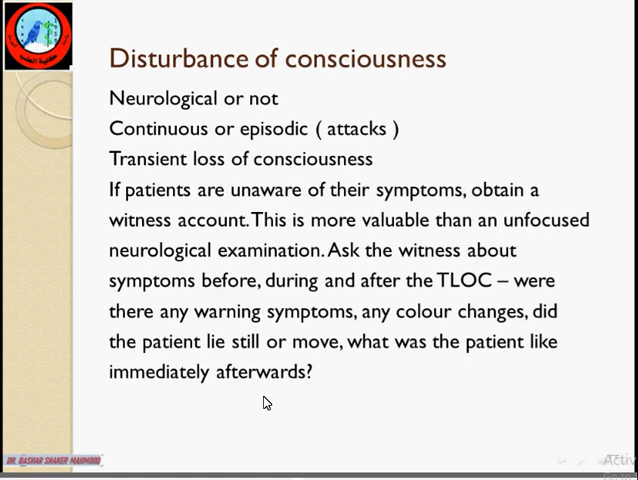 Disturbance of consciousness
Neurological or not
Continuous or episodic ( attacks )
Transient loss of consciousness
If patients are unaware of their symptoms, obtain a
witness account. This is more valuable than an unfocused
neurological examination. Ask the witness about
symptoms before, during and after the TLOC – were
there any warning symptoms, any colour changes, did
the patient lie still or move, what was the patient like
immediately afterwards?
DR. BASHAR SHAKER MAHMOOD
Activ
Go to